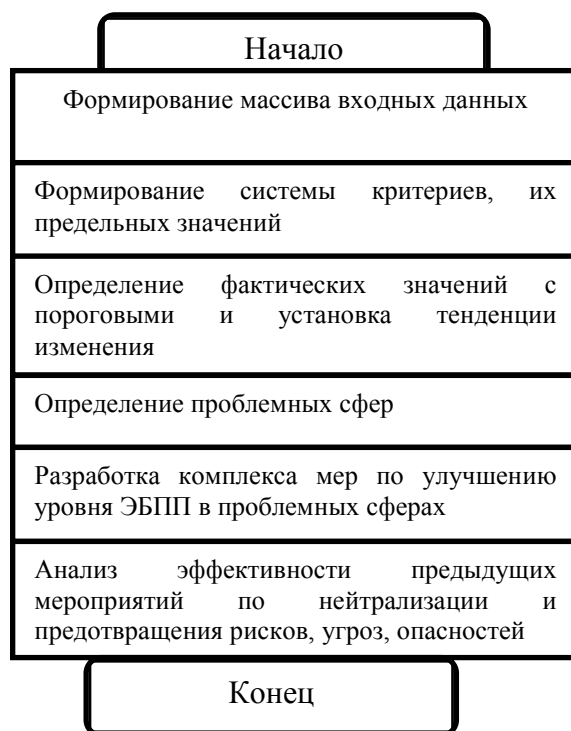 Начало
Формирование массива входных данных
Формирование системы критериев, их
предельных значений
Определение фактических значений с
пороговыми и установка тенденции
изменения
Определение проблемных сфер
Разработка комплекса мер по улучшению
уровня ЭБПП в проблемных сферах
Анализ эффективности предыдущих
мероприятий по нейтрализации и
предотвращения рисков, угроз, опасностей
Конец